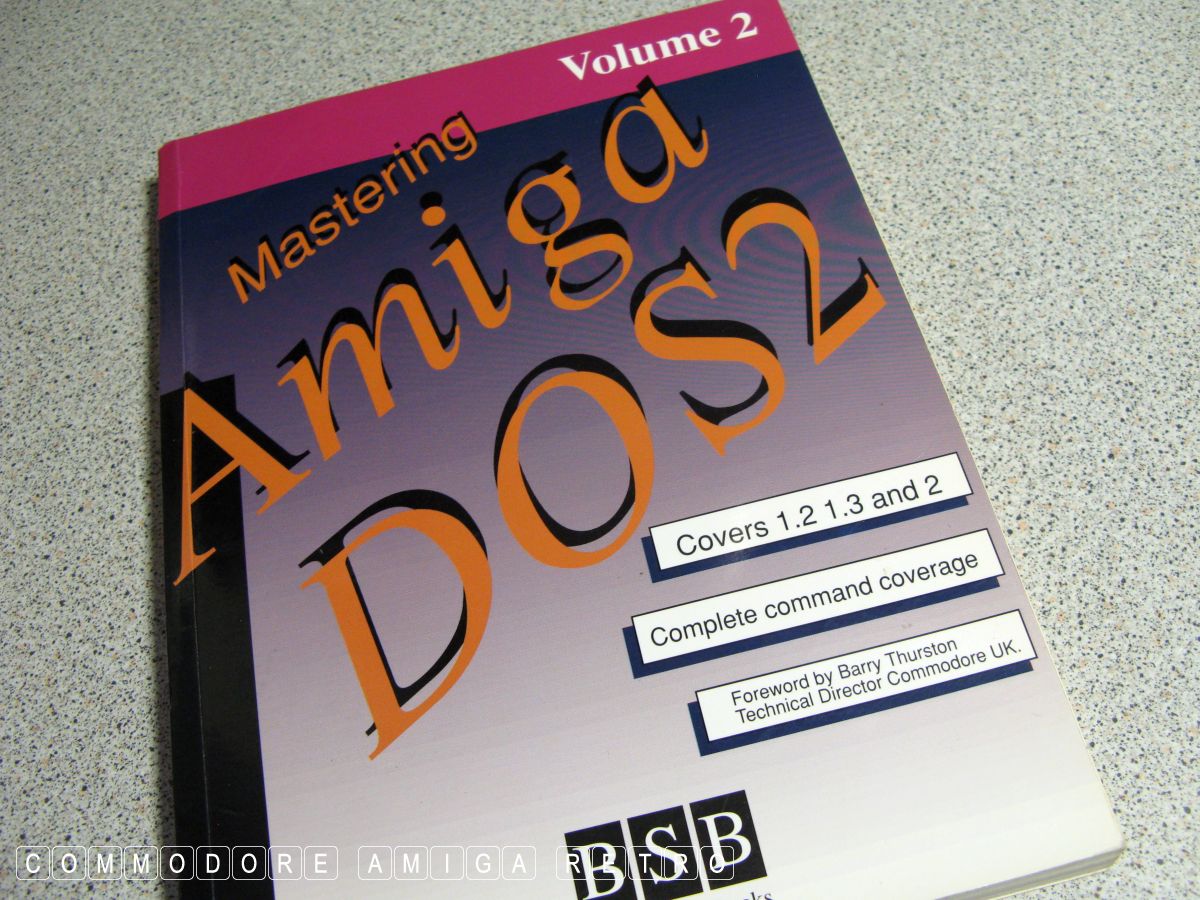 Volume 2
Mastering
Amiga
DOS2
Covers 1.2 1.3 and 2
Complete command coverage
Foreword by Barry Thurston
Technical Director Commodore UK.
BSB
COMMODORE AMIGA RETRO